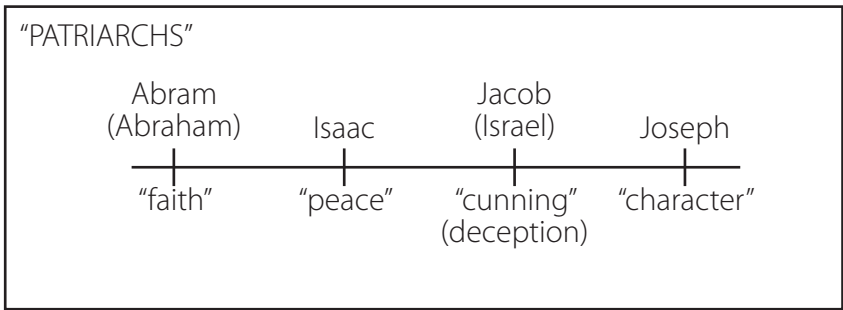 “PATRIARCHS”
Abram
(Abraham)
Isaac
Jacob
(Israel)
Joseph
“faith”
“peace”
“cunning”
(deception)
“character”